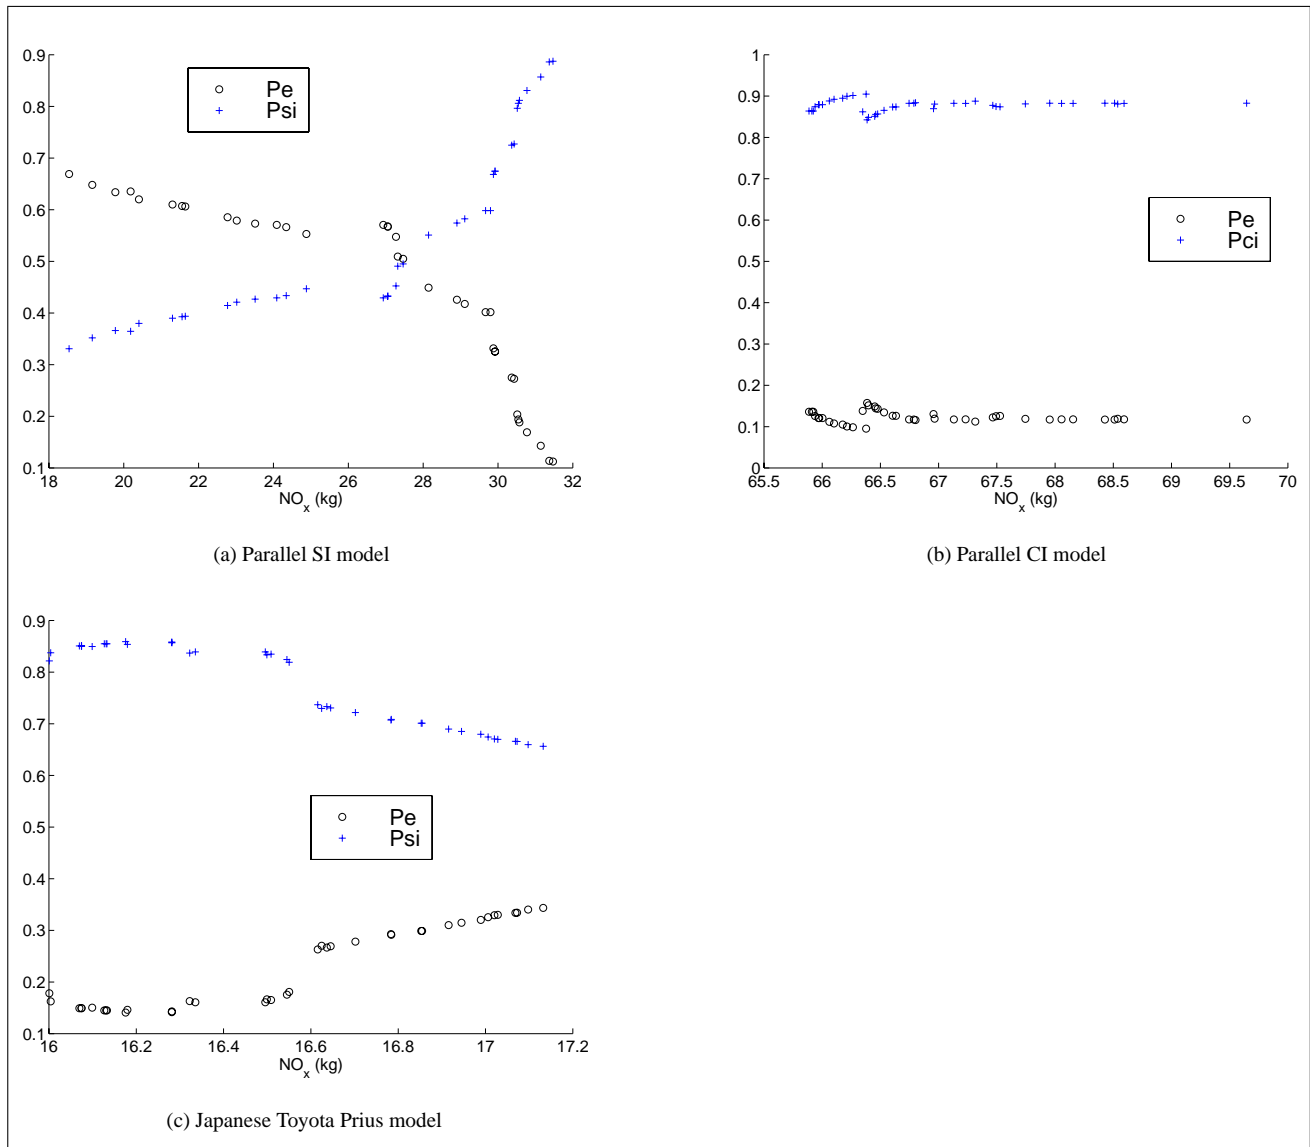 0.9
0.8
0.7
0.6
0.5
0.4
0.3
0.2
0.1
18 20 22 24 26 28 30 32
NOx (kg)
Pe
Psi
(a) Parallel SI model
1
0.9
0.8
0.7
0.6
0.5
0.4
0.3
0.2
0.1
0
65.5 66 66.5 67 67.5 68 68.5 69 69.5 70
NOx (kg)
Pe
Pci
(b) Parallel CI model
0.9
0.8
0.7
0.6
0.5
0.4
0.3
0.2
0.1
16 16.2 16.4 16.6 16.8 17 17.2
NOx (kg)
Pe
Psi
(c) Japanese Toyota Prius model